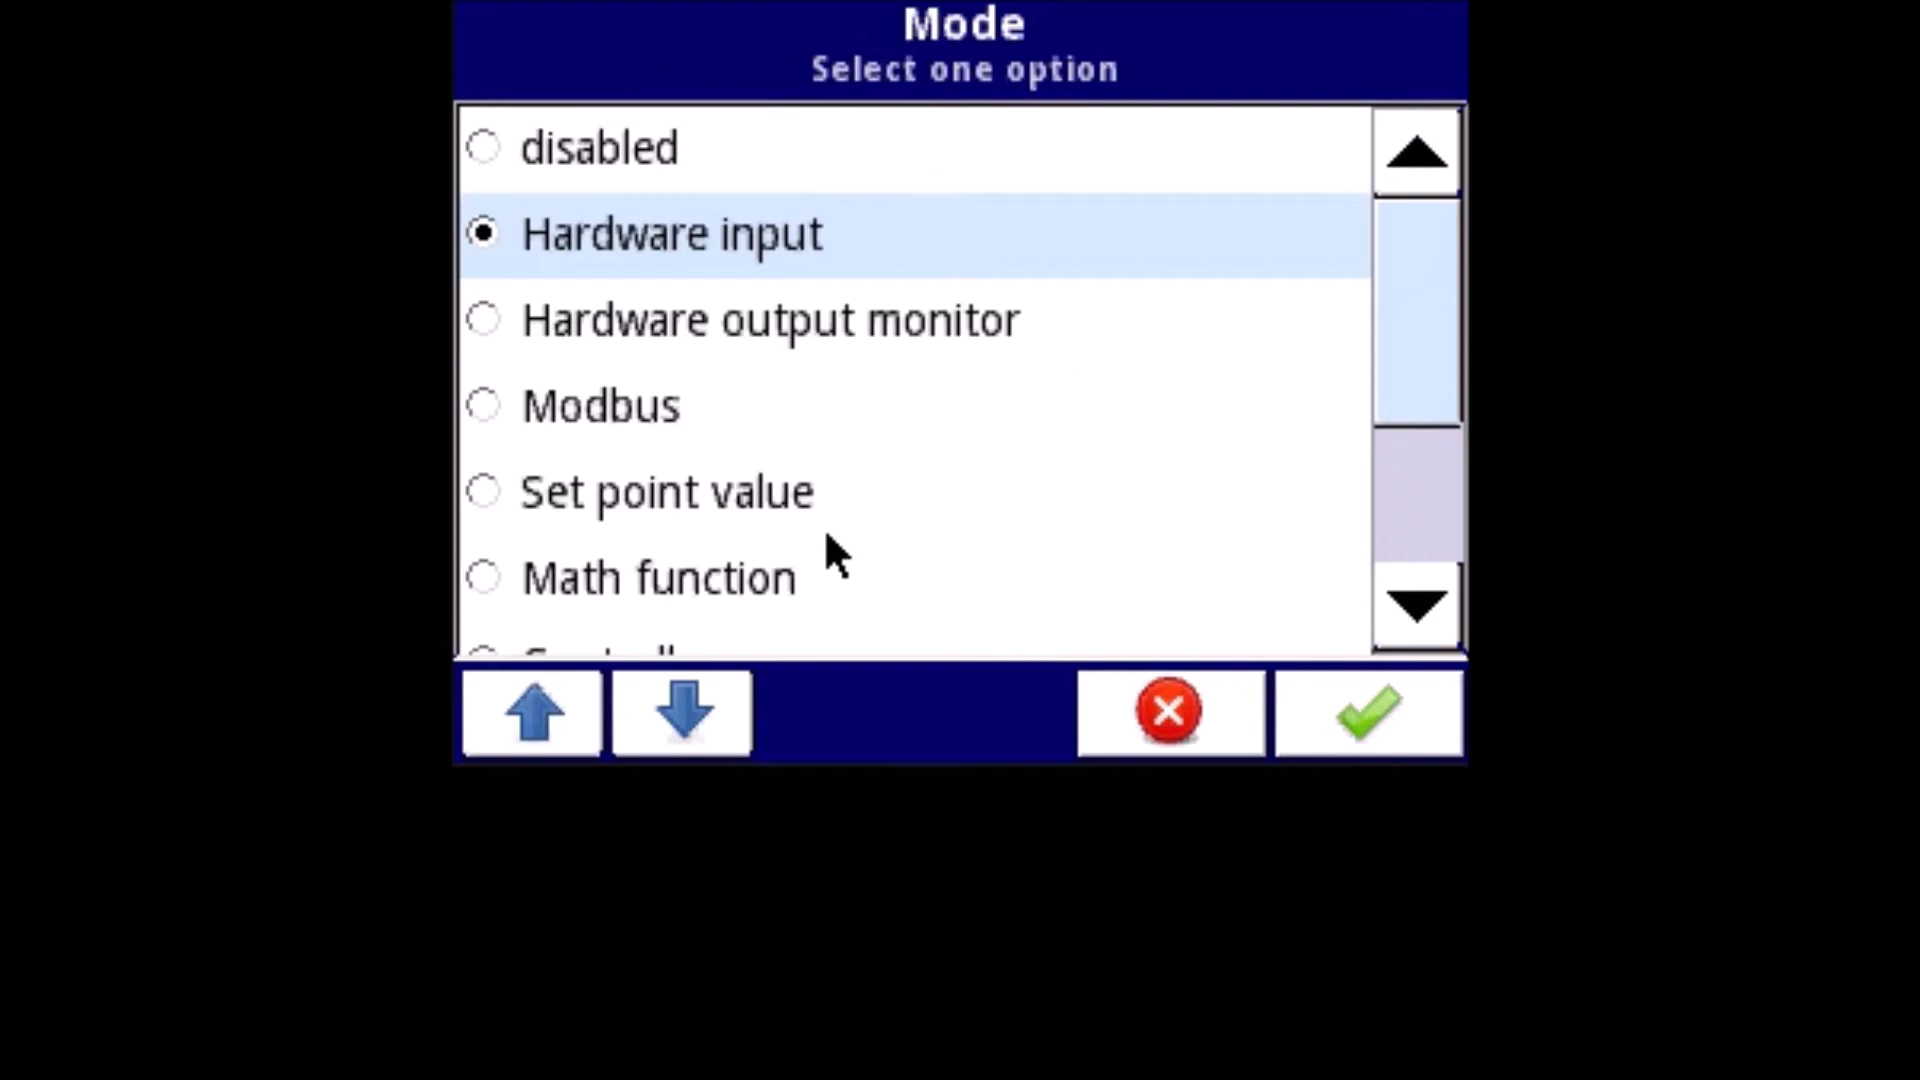 Mode
Select one option
disabled
Hardware input
Hardware output monitor
Modbus
Set point value
Math function